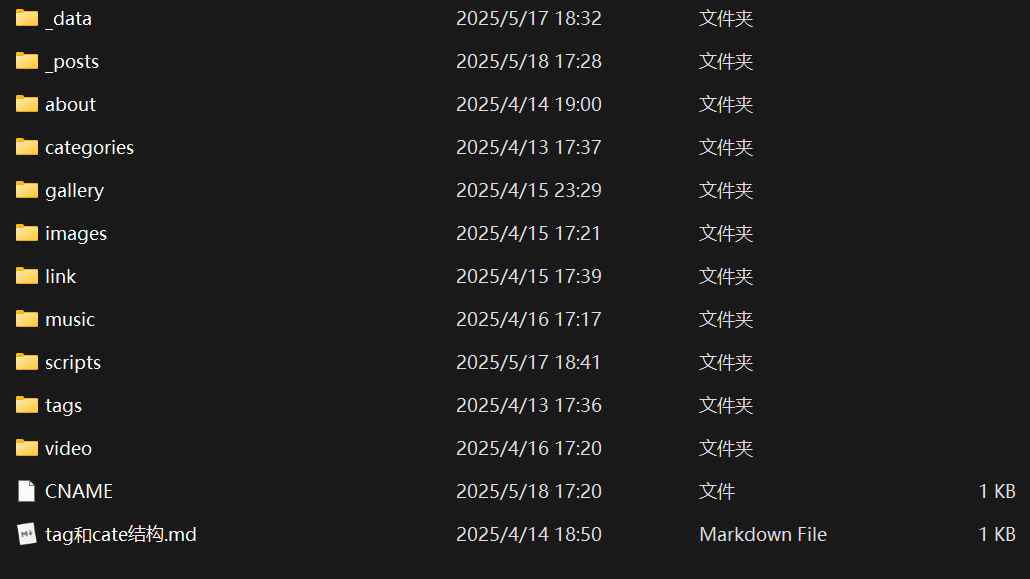 _data 2025/5/17 18:32 文件夹
_posts 2025/5/18 17:28 文件夹
about 2025/4/14 19:00 文件夹
categories 2025/4/13 17:37 文件夹
gallery 2025/4/15 23:29 文件夹
images 2025/4/15 17:21 文件夹
link 2025/4/15 17:39 文件夹
music 2025/4/16 17:17 文件夹
scripts 2025/5/17 18:41 文件夹
tags 2025/4/13 17:36 文件夹
video 2025/4/16 17:20 文件夹
CNAME 2025/5/18 17:20 文件 1 KB
tag和cate结构.md 2025/4/14 18:50 Markdown File 1 KB